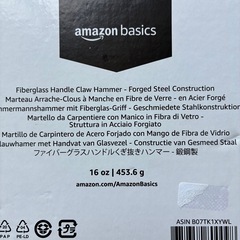 amazon basics
Fiberglass Handle Claw Hammer - Forged Steel Construction
Marteau Arrache-Clous à Manche en Fibre de Verre - en Acier Forgé
Zimmermannshammer mit Fiberglas-Griff - Geschmiedete Stahlkonstruktion
Martello da Carpentiere con Manico in Fibra di Vetro -
Struttura in Acciaio Forgiato
Martillo de Carpintero de Acero Forjado con Mango de Fibra de Vidrio
Klauwhamer met Handvat van Glasvezel - Constructie van Gesmeed Staal
ファイバーグラスハンドルくぎ抜きハンマー - 鍛鋼製
16 oz | 453.6 g
amazon.com/AmazonBasics
PAP PE-LD
ASIN B07TK1XYWL